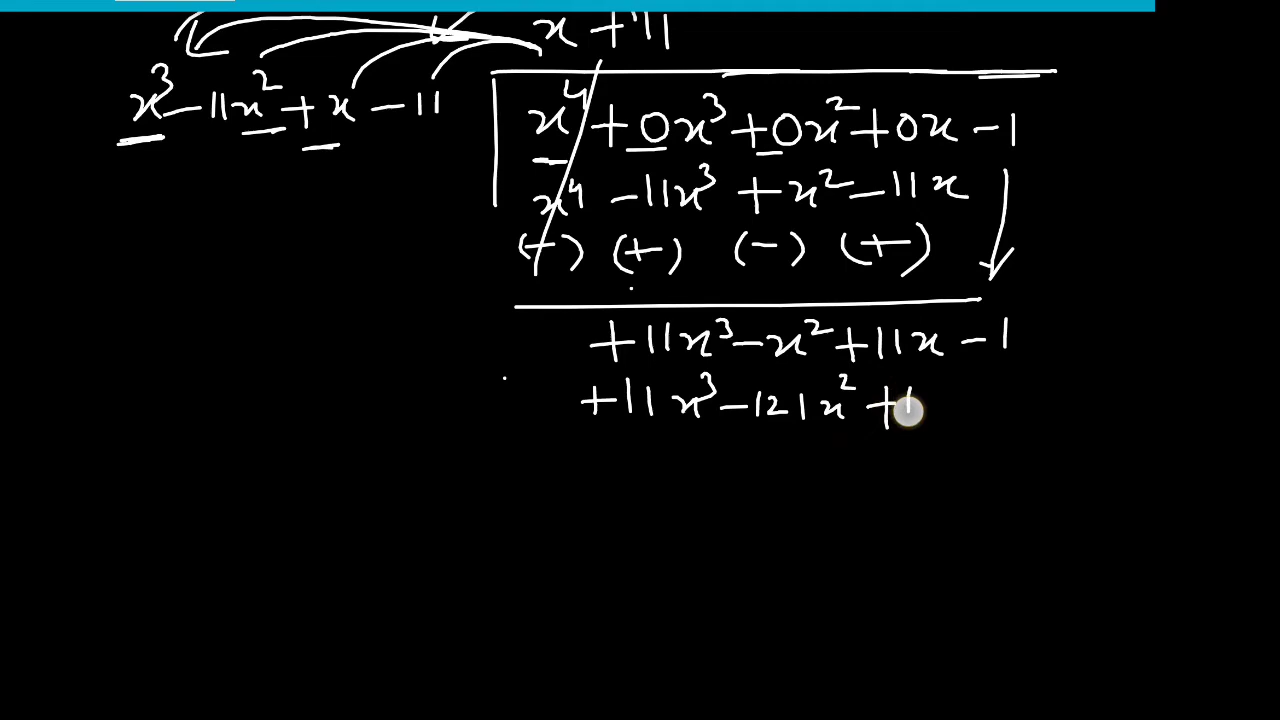 x + 11
x³ - 11x² + x - 11
x⁴ + 0x³ + 0x² + 0x - 1
x⁴ - 11x³ + x² - 11x
(-) (+) (-) (+)
+ 11x³ - x² + 11x - 1
+ 11x³ - 121x² + 1